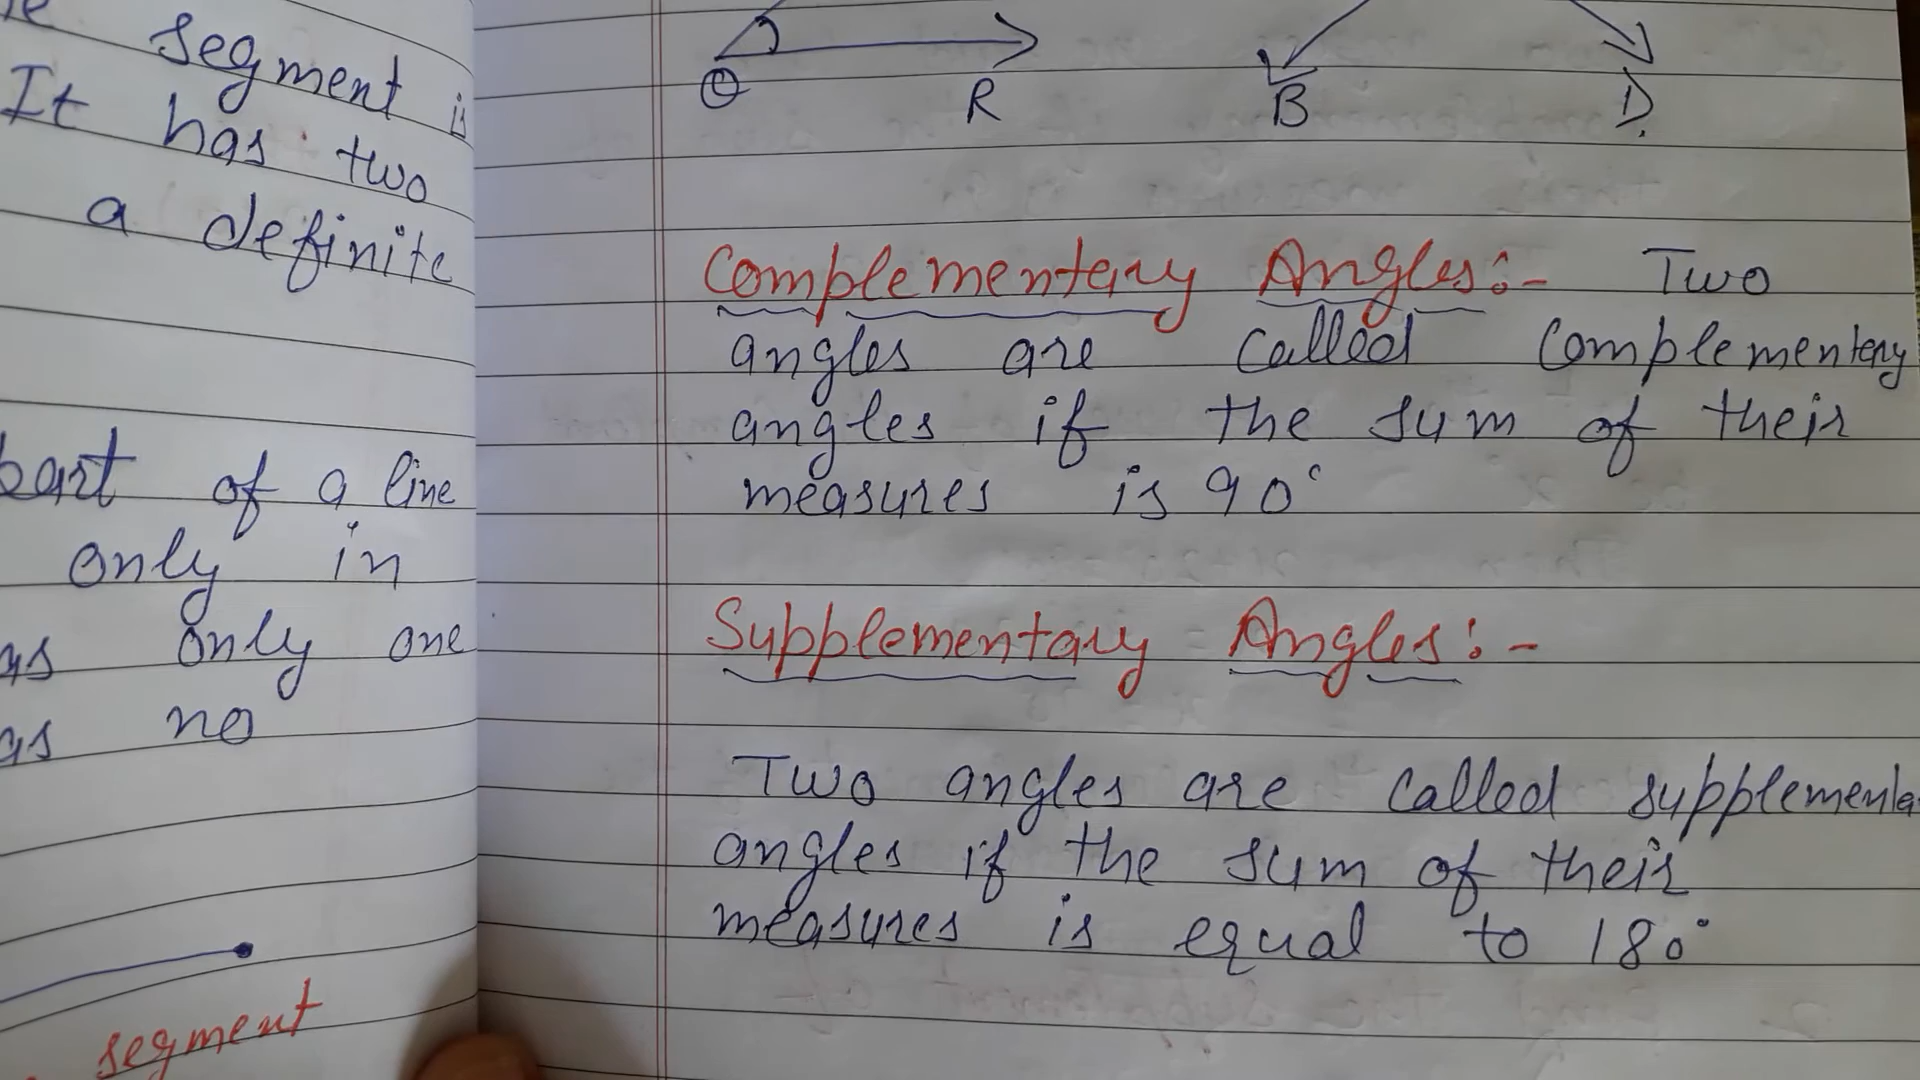 segment is
It has two
a definite
part of a line
only in
only one
no
segment
O R B D.
Complementary Angles:- Two
angles are called complementary
angles if the sum of their
measures is 90°
Supplementary Angles:-
Two angles are called supplementa
angles if the sum of their
measures is equal to 180°